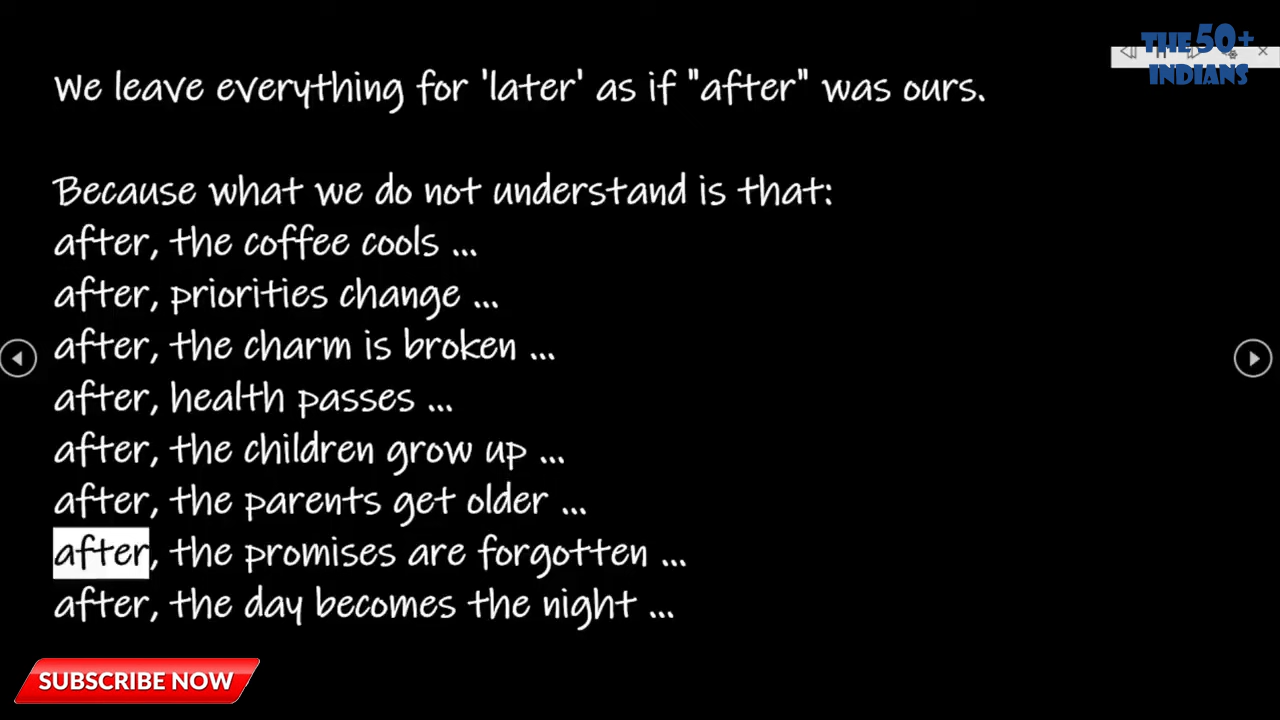 THE 50+
INDIANS
We leave everything for 'later' as if "after" was ours.
Because what we do not understand is that:
after, the coffee cools ...
after, priorities change ...
after, the charm is broken ...
after, health passes ...
after, the children grow up ...
after, the parents get older ...
after, the promises are forgotten ...
after, the day becomes the night ...
SUBSCRIBE NOW